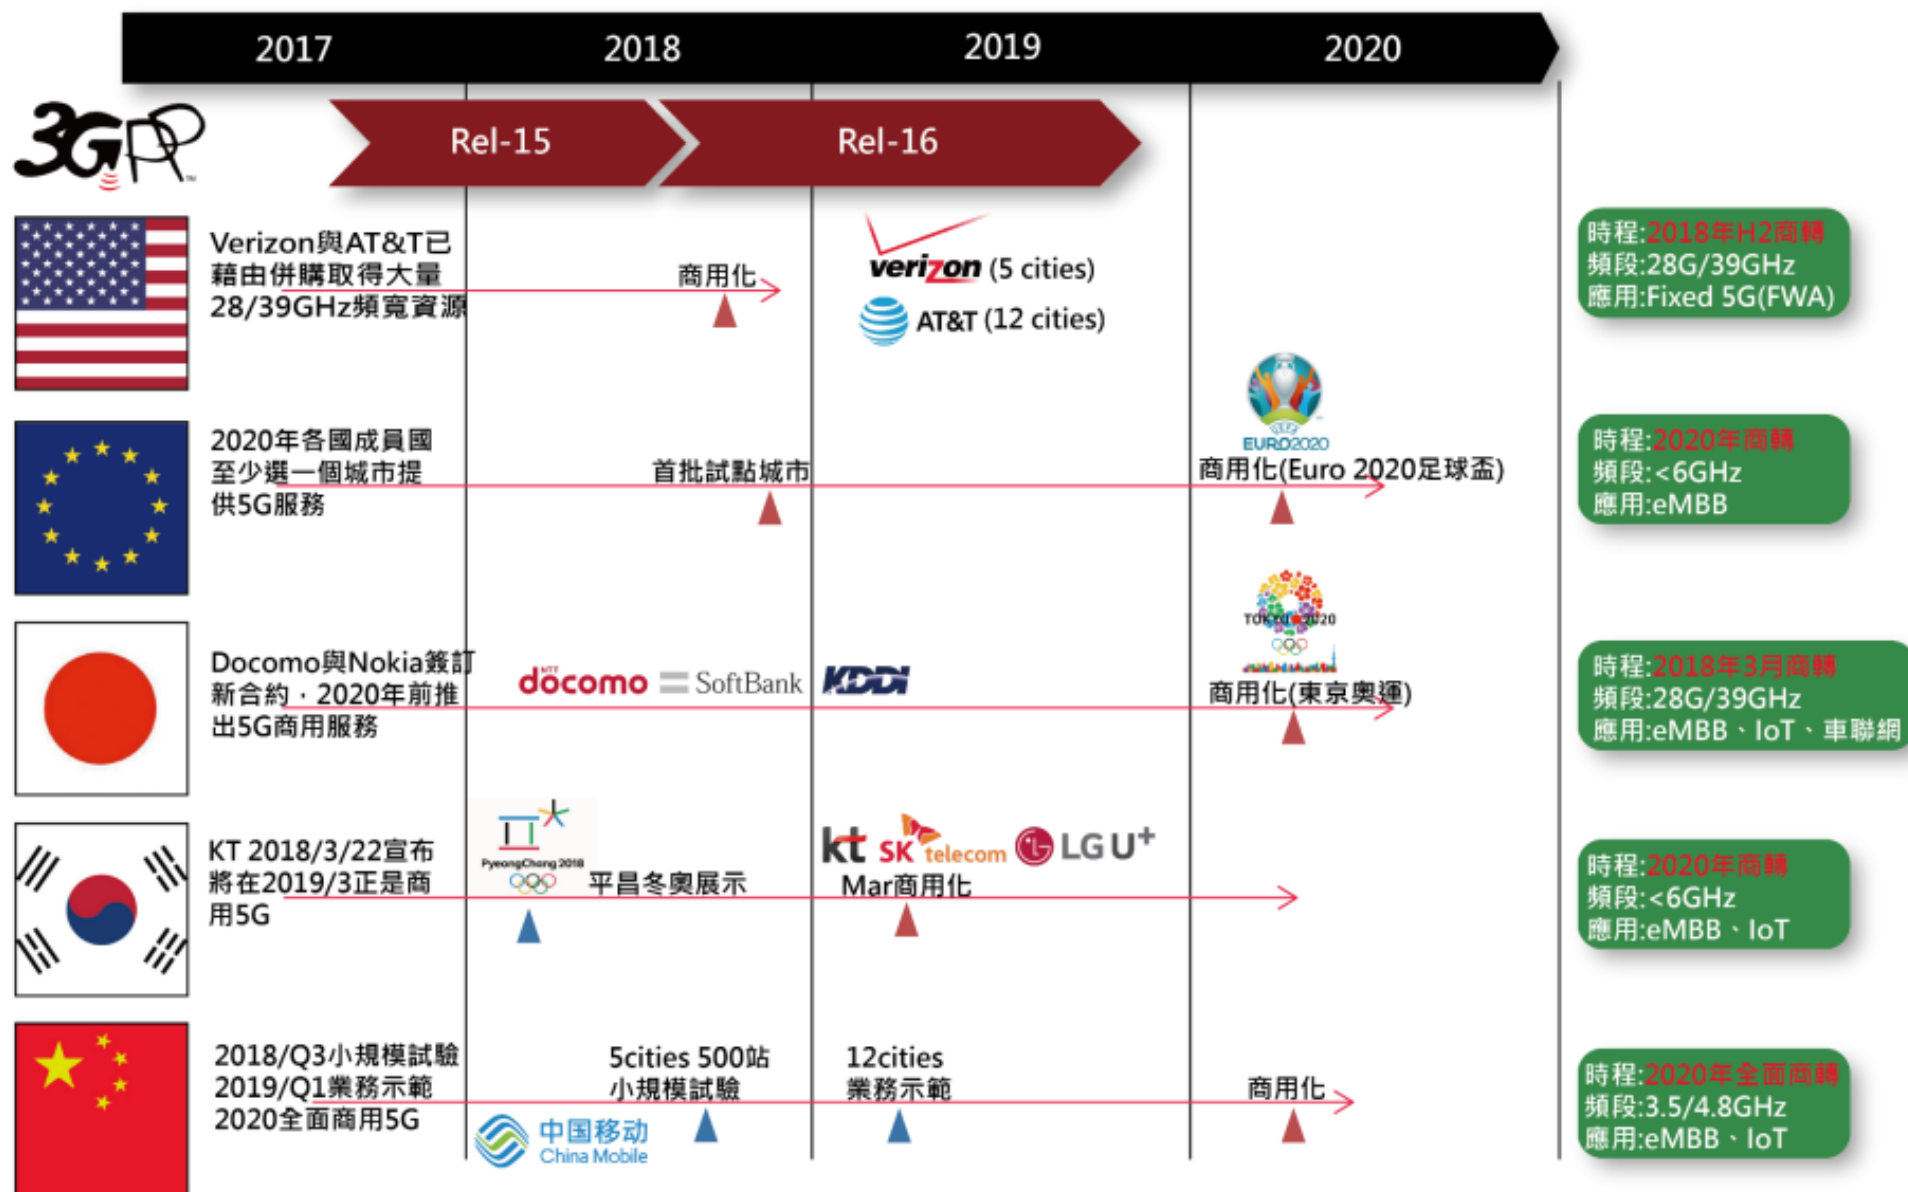 2017 2018 2019 2020
3GPP
Rel-15 Rel-16
Verizon與AT&T已
藉由併購取得大量
28/39GHz頻寬資源
商用化
verizon (5 cities)
AT&T (12 cities)
時程:2018年H2商轉
頻段:28G/39GHz
應用:Fixed 5G(FWA)
2020年各國成員國
至少選一個城市提
供5G服務
首批試點城市
UEFA
EURO2020
商用化(Euro 2020足球盃)
時程:2020年商轉
頻段:<6GHz
應用:eMBB
Docomo與Nokia簽訂
新合約，2020年前推
出5G商用服務
NTT
döcomo
SoftBank
KDDI
TOKYO 2020
商用化(東京奧運)
時程:2018年3月商轉
頻段:28G/39GHz
應用:eMBB、IoT、車聯網
KT 2018/3/22宣布
將在2019/3正是商
用5G
PyeongChang 2018
平昌冬奧展示
kt SK telecom LG U+
Mar商用化
時程:2020年商轉
頻段:<6GHz
應用:eMBB、IoT
2018/Q3小規模試驗
2019/Q1業務示範
2020全面商用5G
中国移动
China Mobile
5cities 500站
小規模試驗
12cities
業務示範
商用化
時程:2020年全面商轉
頻段:3.5/4.8GHz
應用:eMBB、IoT